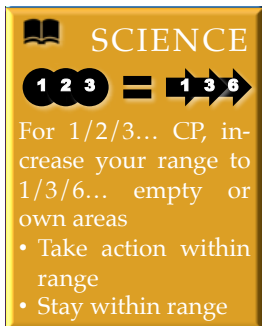 SCIENCE
1 2 3 = 1 3 6
For 1/2/3... CP, in-
crease your range to
1/3/6... empty or
own areas
• Take action within
range
• Stay within range